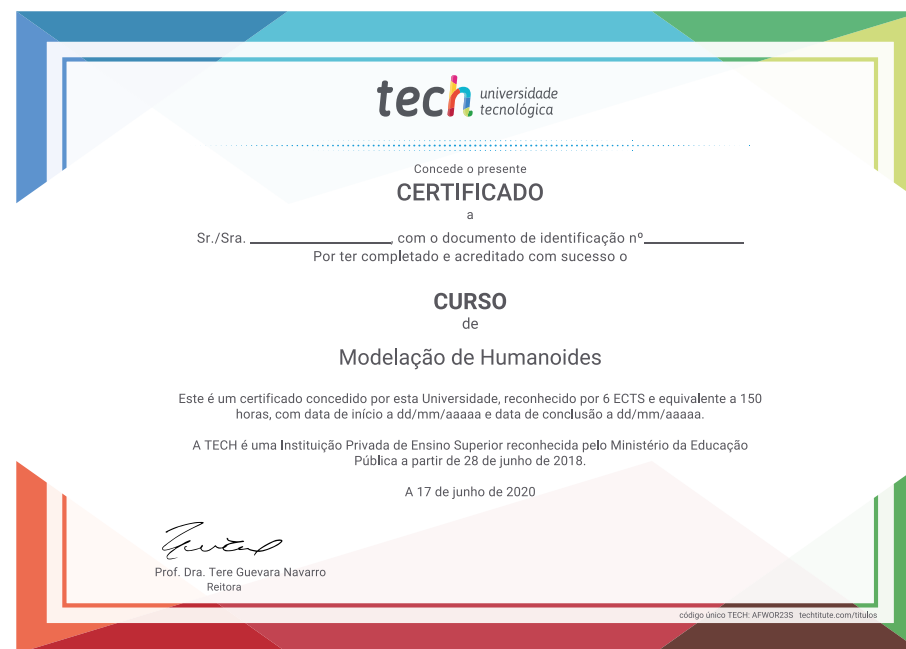 tech universidade
tecnológica
Concede o presente
CERTIFICADO
a
Sr./Sra. ____________________, com o documento de identificação nº______________
Por ter completado e acreditado com sucesso o
CURSO
de
Modelação de Humanoides
Este é um certificado concedido por esta Universidade, reconhecido por 6 ECTS e equivalente a 150
horas, com data de início a dd/mm/aaaaa e data de conclusão a dd/mm/aaaaa.
A TECH é uma Instituição Privada de Ensino Superior reconhecida pelo Ministério da Educação
Pública a partir de 28 de junho de 2018.
A 17 de junho de 2020
Prof. Dra. Tere Guevara Navarro
Reitora
código único TECH: AFWOR23S techtitute.com/titulos